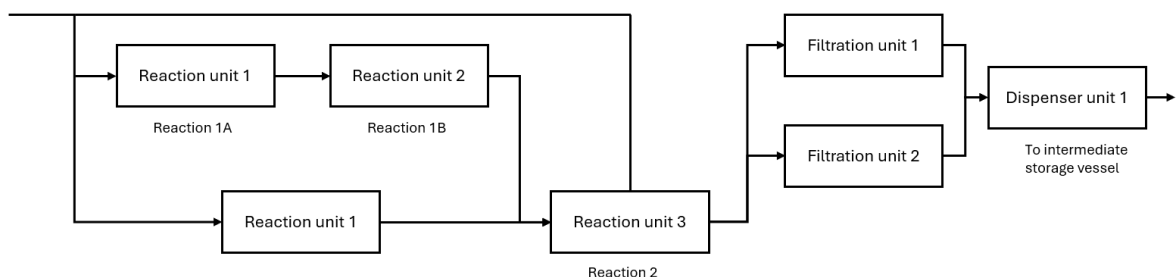 Reaction unit 1
Reaction unit 2
Reaction 1A
Reaction 1B
Reaction unit 1
Reaction unit 3
Reaction 2
Filtration unit 1
Filtration unit 2
Dispenser unit 1
To intermediate
storage vessel